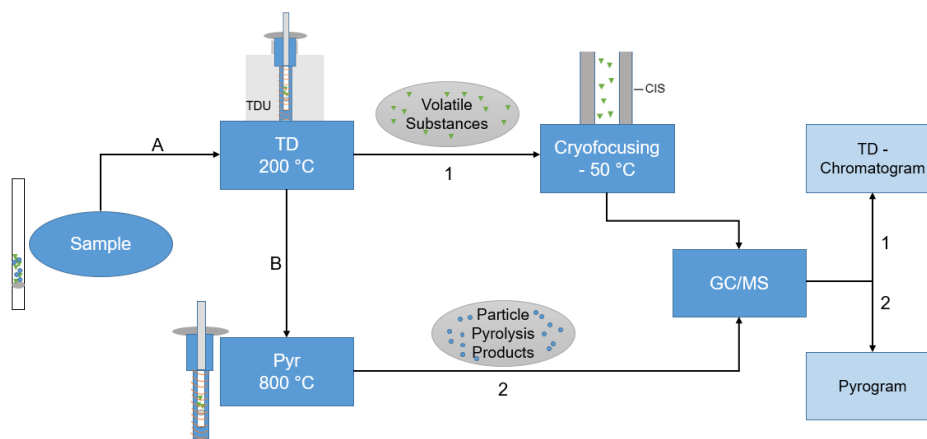 TDU
TD
200 °C
A
Sample
Volatile
Substances
1
CIS
Cryofocusing
- 50 °C
TD -
Chromatogram
B
GC/MS
1
2
Pyr
800 °C
Particle
Pyrolysis
Products
2
Pyrogram